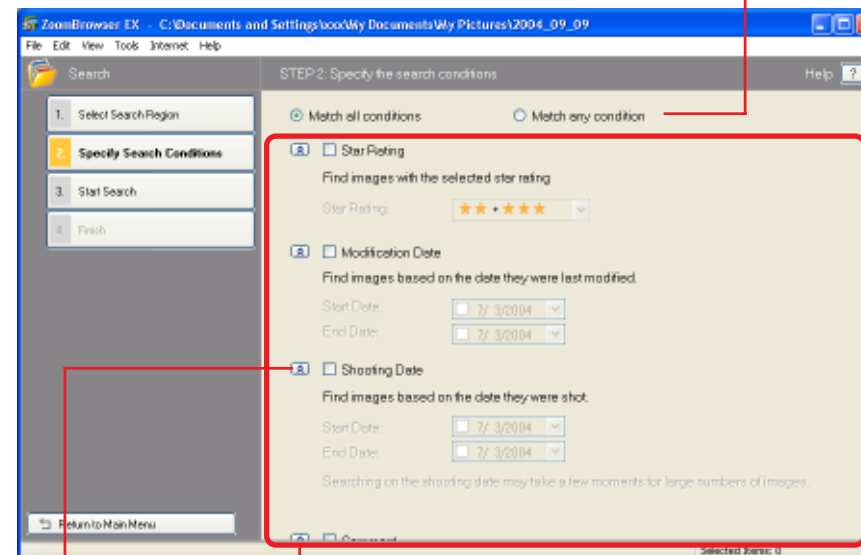 ZoomBrowser EX - C:\Documents and Settings\xxx\My Documents\My Pictures\2004_09_09
File Edit View Tools Internet Help
Search
STEP 2: Specify the search conditions
Help ?
1. Select Search Region
2. Specify Search Conditions
3. Start Search
4. Finish
Match all conditions
Match any condition
Star Rating
Find images with the selected star rating
Star Rating:
Modification Date
Find images based on the date they were last modified.
Start Date: 7/ 3/2004
End Date: 7/ 3/2004
Shooting Date
Find images based on the date they were shot.
Start Date: 7/ 3/2004
End Date: 7/ 3/2004
Searching on the shooting date may take a few moments for large numbers of images.
Comment
Return to Main Menu
Selected Items: 0